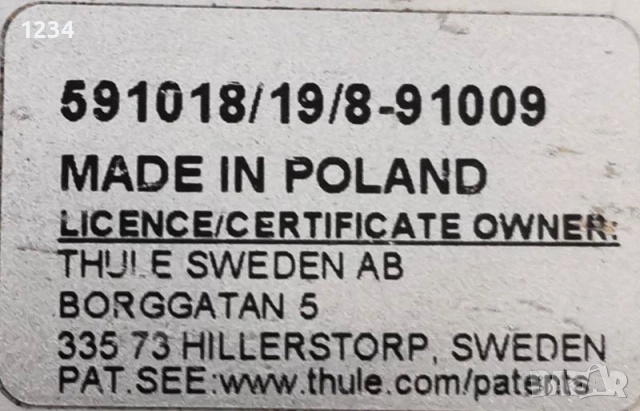 1234
591018/19/8-91009
MADE IN POLAND
LICENCE/CERTIFICATE OWNER:
THULE SWEDEN AB
BORGGATAN 5
335 73 HILLERSTORP, SWEDEN
PAT.SEE:www.thule.com/patents
BAZAR